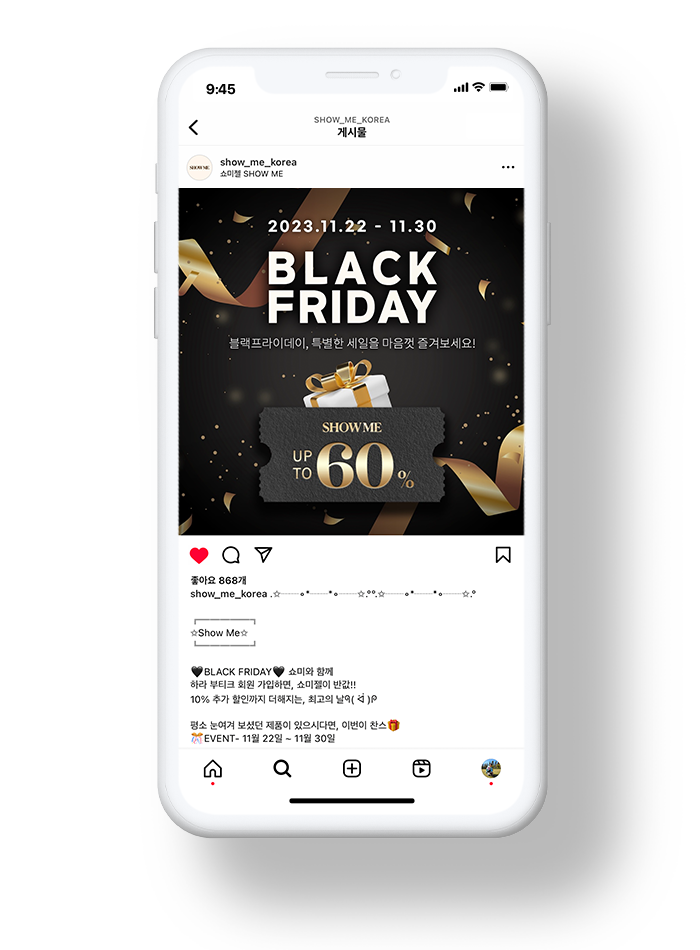 9:45
SHOW_ME_KOREA
게시물
SHOW ME
show_me_korea
쇼미젤 SHOW ME
2023.11.22 - 11.30
BLACK
FRIDAY
블랙프라이데이, 특별한 세일을 마음껏 즐겨보세요!
SHOW ME
UP TO 60%
좋아요 868개
show_me_korea .☆┈┈∘*┈┈*∘┈┈☆.°°.☆┈┈∘*┈┈*∘┈┈☆.°
┌─────┐
☆Show Me☆
└─────┘
🖤BLACK FRIDAY🖤 쇼미와 함께
하라 부티크 회원 가입하면, 쇼미젤이 반값!!
10% 추가 할인까지 더해지는, 최고의 날٩( ᐛ )و
평소 눈여겨 보셨던 제품이 있으시다면, 이번이 찬스🎁
🎊EVENT- 11월 22일 ~ 11월 30일